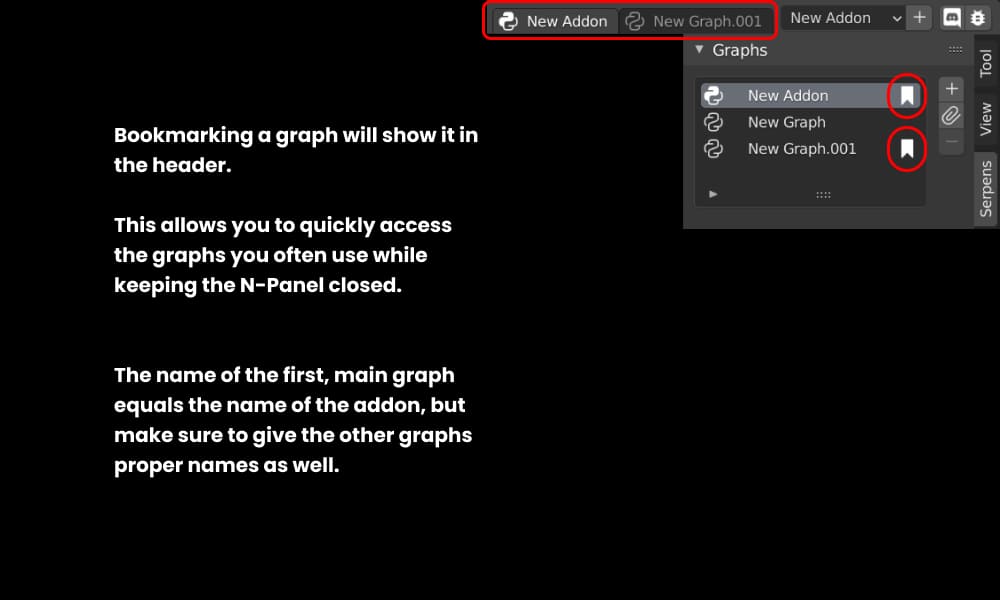 New Addon New Graph.001 New Addon
Graphs
New Addon
New Graph
New Graph.001
Tool
View
Serpens
Bookmarking a graph will show it in
the header.
This allows you to quickly access
the graphs you often use while
keeping the N-Panel closed.
The name of the first, main graph
equals the name of the addon, but
make sure to give the other graphs
proper names as well.